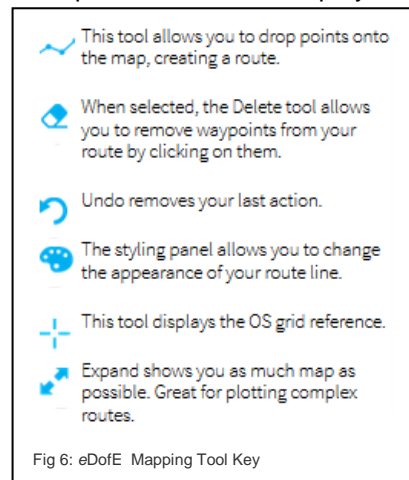 This tool allows you to drop points onto
the map, creating a route.
When selected, the Delete tool allows
you to remove waypoints from your
route by clicking on them.
Undo removes your last action.
The styling panel allows you to change
the appearance of your route line.
This tool displays the OS grid reference.
Expand shows you as much map as
possible. Great for plotting complex
routes.
Fig 6: eDofE Mapping Tool Key